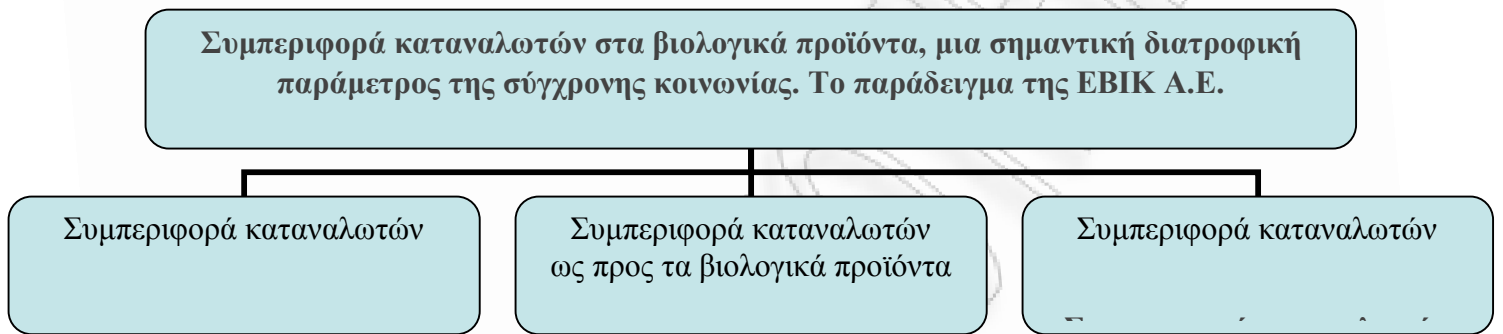 Συμπεριφορά καταναλωτών στα βιολογικά προϊόντα, μια σημαντική διατροφική
παράμετρος της σύγχρονης κοινωνίας. Το παράδειγμα της ΕΒΙΚ Α.Ε.
Συμπεριφορά καταναλωτών
Συμπεριφορά καταναλωτών
ως προς τα βιολογικά προϊόντα
Συμπεριφορά καταναλωτών